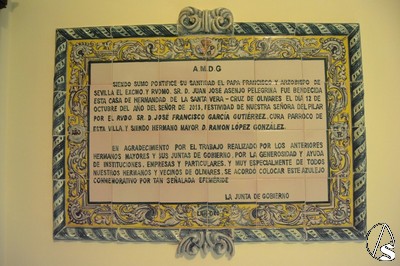 A M D G
SIENDO SUMO PONTIFICE SU SANTIDAD EL PAPA FRANCISCO Y ARZOBISPO DE
SEVILLA EL EXCMO Y RVDMO. SR. D. JUAN JOSÉ ASENJO PELEGRINA FUE BENDECIDA
ESTA CASA DE HERMANDAD DE LA SANTA VERA - CRUZ DE OLIVARES. EL DIA 12 DE
OCTUBRE DEL AÑO DEL SEÑOR DE 2013, FESTIVIDAD DE NUESTRA SEÑORA DEL PILAR
POR EL RVDO. SR. D. JOSÉ FRANCISCO GARCÍA GUTIÉRREZ, CURA PARROCO DE
ESTA VILLA, Y SIENDO HERMANO MAYOR D. RAMÓN LOPEZ GONZALEZ.
EN AGRADECIMIENTO POR EL TRABAJO REALIZADO POR LOS ANTERIORES
HERMANOS MAYORES Y SUS JUNTAS DE GOBIERNO, POR LA GENEROSIDAD Y AYUDA
DE INSTITUCIONES, EMPRESAS Y PARTICULARES, Y MUY ESPECIALMENTE DE TODOS
NUESTROS HERMANOS Y VECINOS DE OLIVARES, SE ACORDÓ COLOCAR ESTE AZULEJO
CONMEMORATIVO POR TAN SEÑALADA EFEMÉRIDE
LA JUNTA DE GOBIERNO